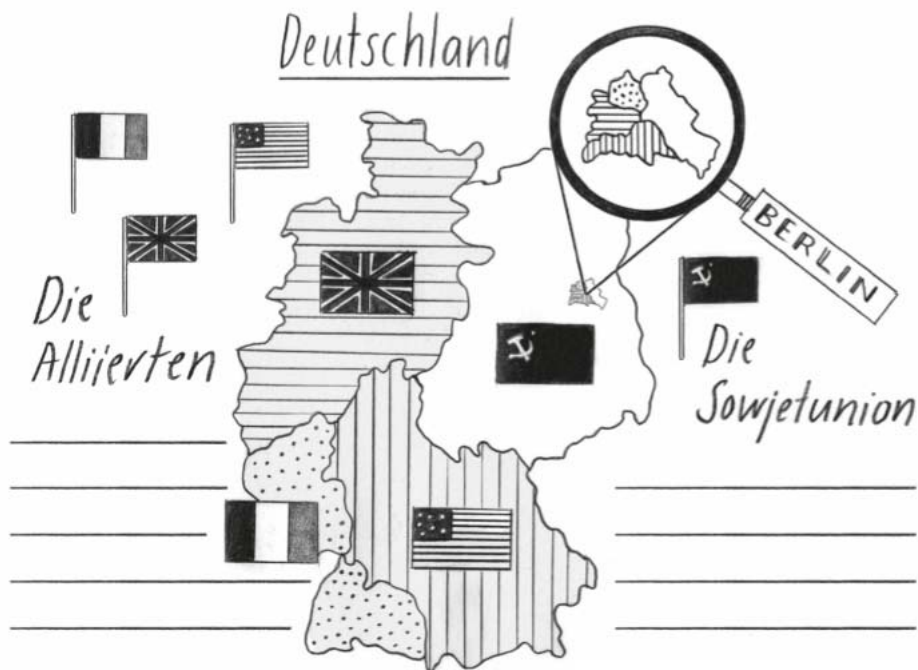 Deutschland
BERLIN
Die
Alliierten
Die
Sowjetunion